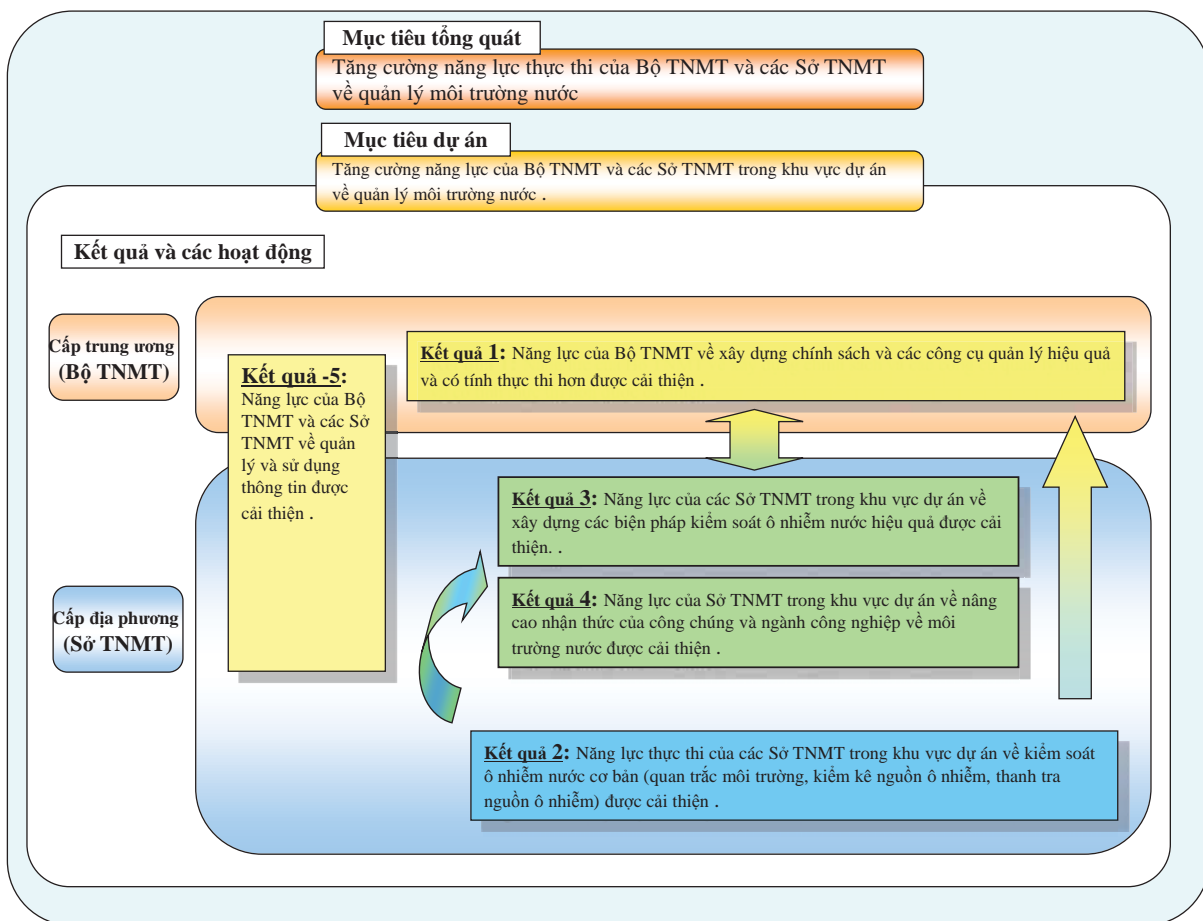 Mục tiêu tổng quát
Tăng cường năng lực thực thi của Bộ TNMT và các Sở TNMT
về quản lý môi trường nước
Mục tiêu dự án
Tăng cường năng lực của Bộ TNMT và các Sở TNMT trong khu vực dự án
về quản lý môi trường nước .
Kết quả và các hoạt động
Cấp trung ương
(Bộ TNMT)
Kết quả 1: Năng lực của Bộ TNMT về xây dựng chính sách và các công cụ quản lý hiệu quả
và có tính thực thi hơn được cải thiện .
Kết quả -5:
Năng lực của Bộ
TNMT và các Sở
TNMT về quản
lý và sử dụng
thông tin được
cải thiện .
Kết quả 3: Năng lực của các Sở TNMT trong khu vực dự án về
xây dựng các biện pháp kiểm soát ô nhiễm nước hiệu quả được cải
thiện. .
Cấp địa phương
(Sở TNMT)
Kết quả 4: Năng lực của Sở TNMT trong khu vực dự án về nâng
cao nhận thức của công chúng và ngành công nghiệp về môi
trường nước được cải thiện .
Kết quả 2: Năng lực thực thi của các Sở TNMT trong khu vực dự án về kiểm soát
ô nhiễm nước cơ bản (quan trắc môi trường, kiểm kê nguồn ô nhiễm, thanh tra
nguồn ô nhiễm) được cải thiện .